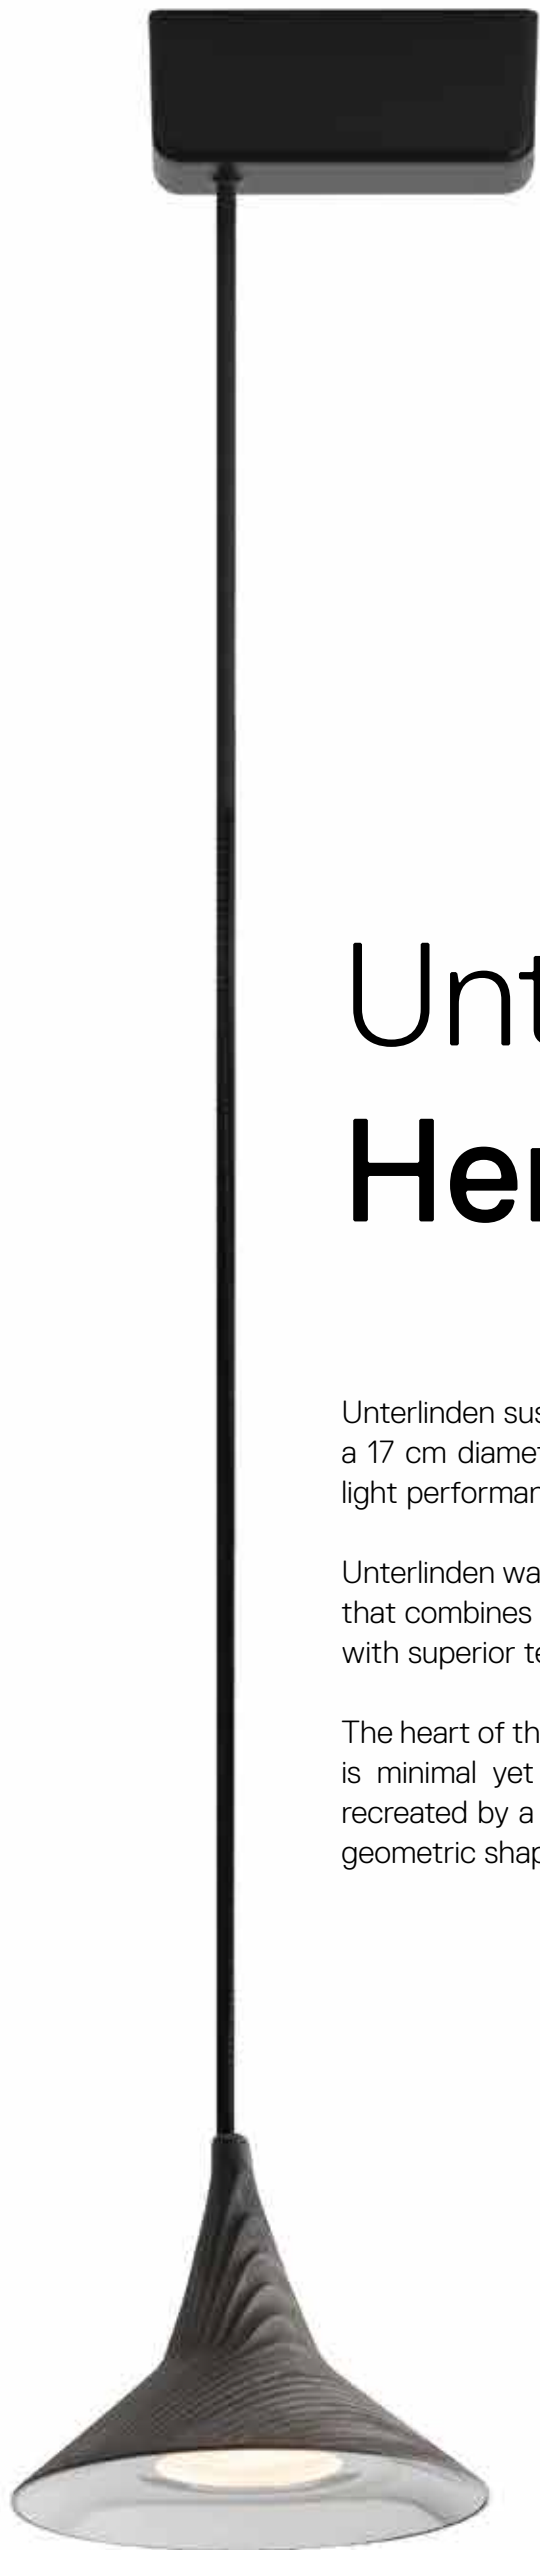 Unt
Her
Unterlinden sus
a 17 cm diamet
light performan
Unterlinden wa
that combines
with superior te
The heart of th
is minimal yet
recreated by a
geometric shap